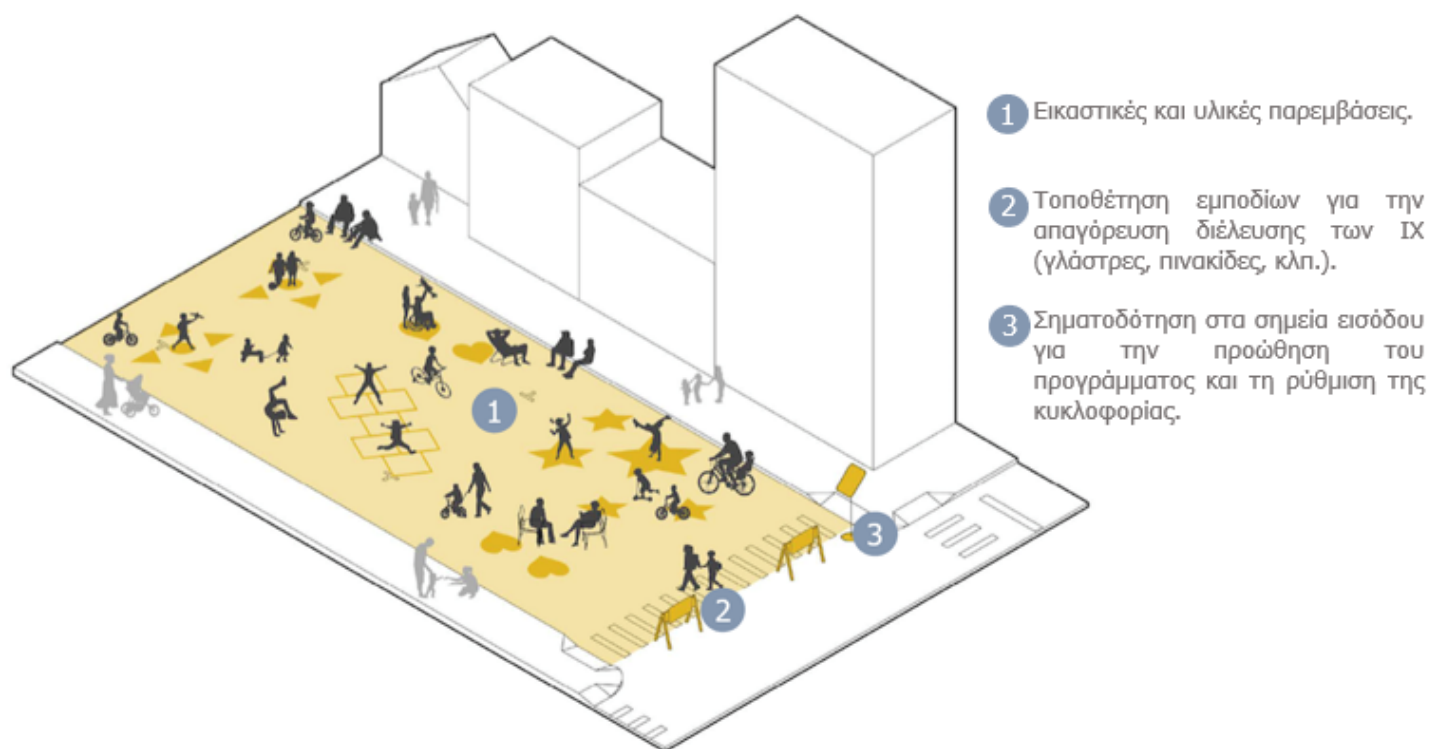 1 Εικαστικές και υλικές παρεμβάσεις.
2 Τοποθέτηση εμποδίων για την
απαγόρευση διέλευσης των ΙΧ
(γλάστρες, πινακίδες, κλπ.).
3 Σηματοδότηση στα σημεία εισόδου
για την προώθηση του
προγράμματος και τη ρύθμιση της
κυκλοφορίας.
1
3
2